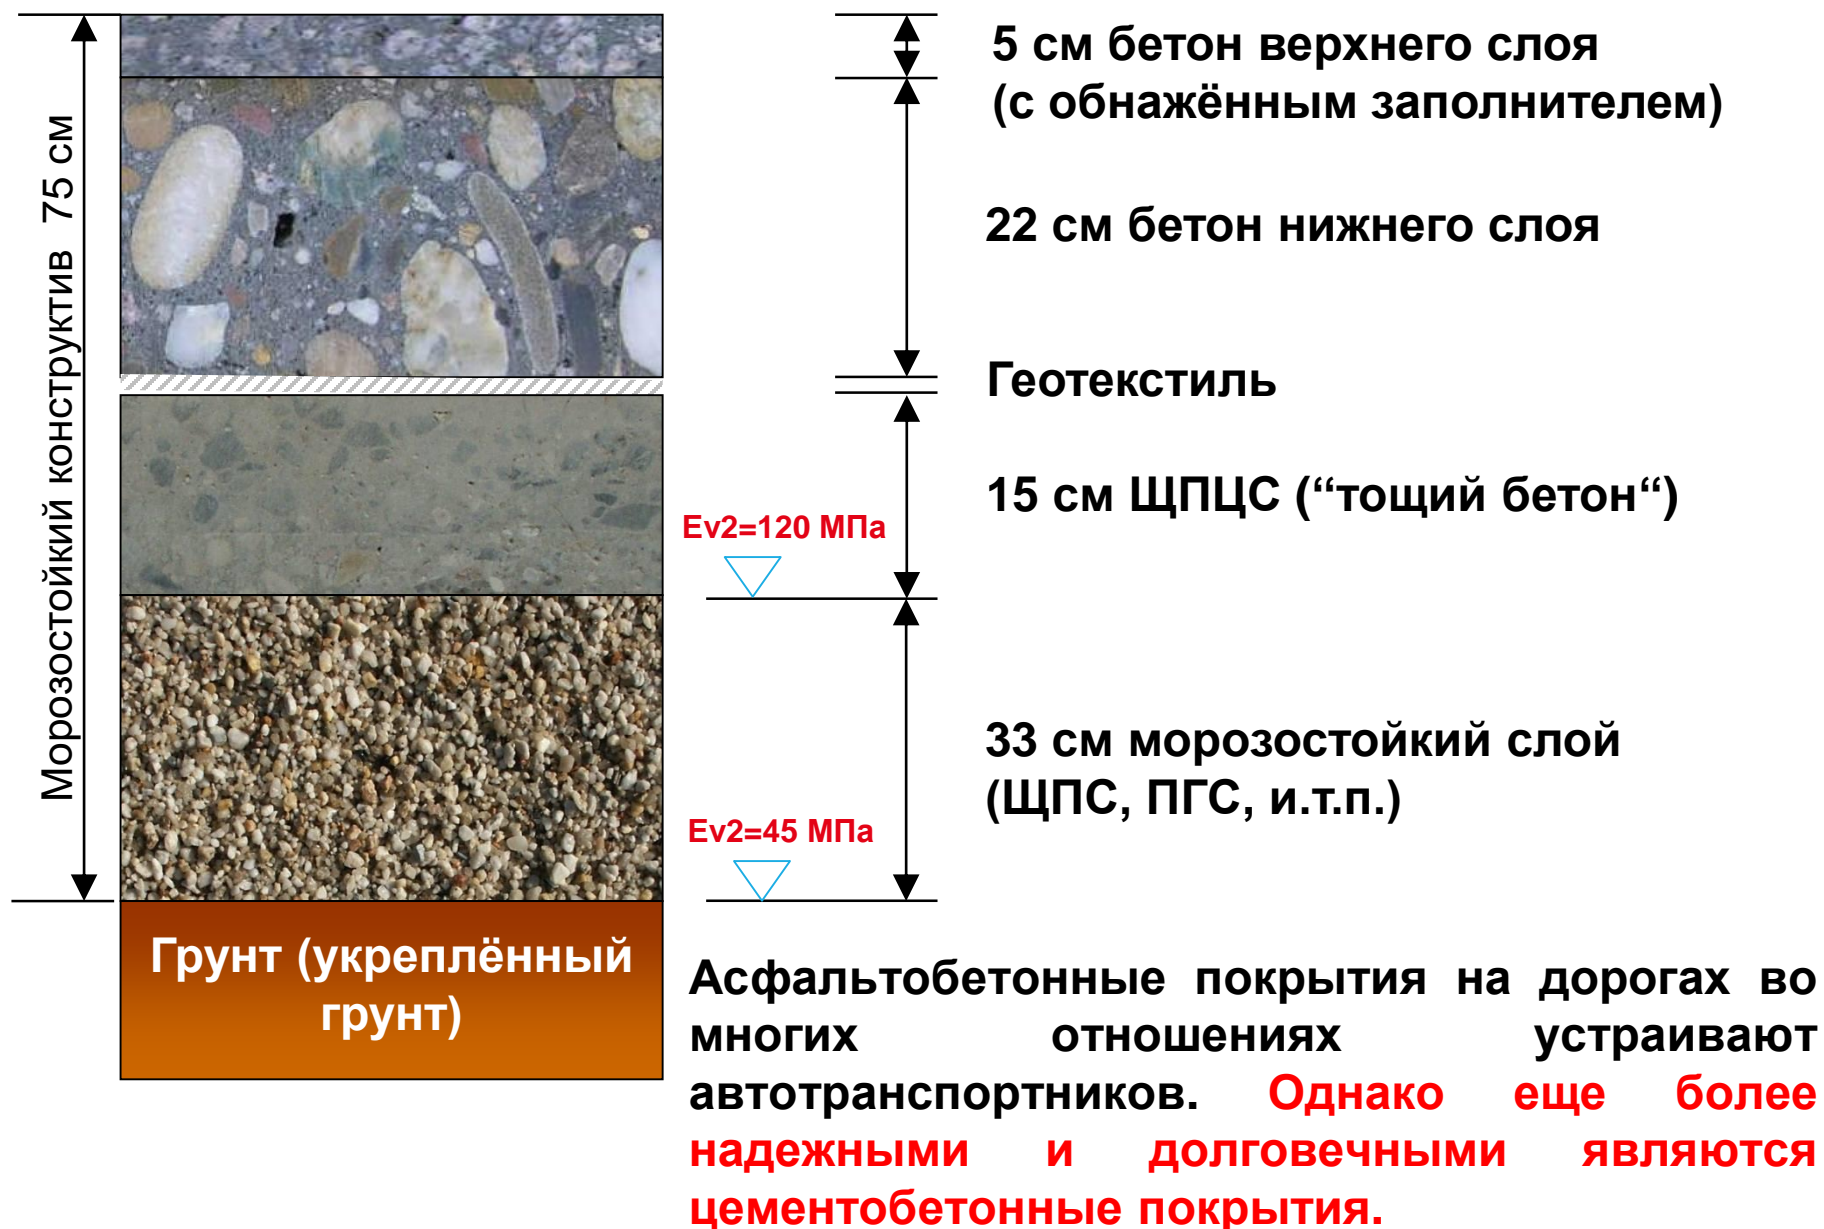 Морозостойкий конструктив 75 см
5 см бетон верхнего слоя
(с обнажённым заполнителем)
22 см бетон нижнего слоя
Геотекстиль
15 см ЩПЦС (“тощий бетон“)
Ev2=120 МПа
33 см морозостойкий слой
(ЩПС, ПГС, и.т.п.)
Ev2=45 МПа
Грунт (укреплённый
грунт)
Асфальтобетонные покрытия на дорогах во
многих отношениях устраивают
автотранспортников. Однако еще более
надежными и долговечными являются
цементобетонные покрытия.